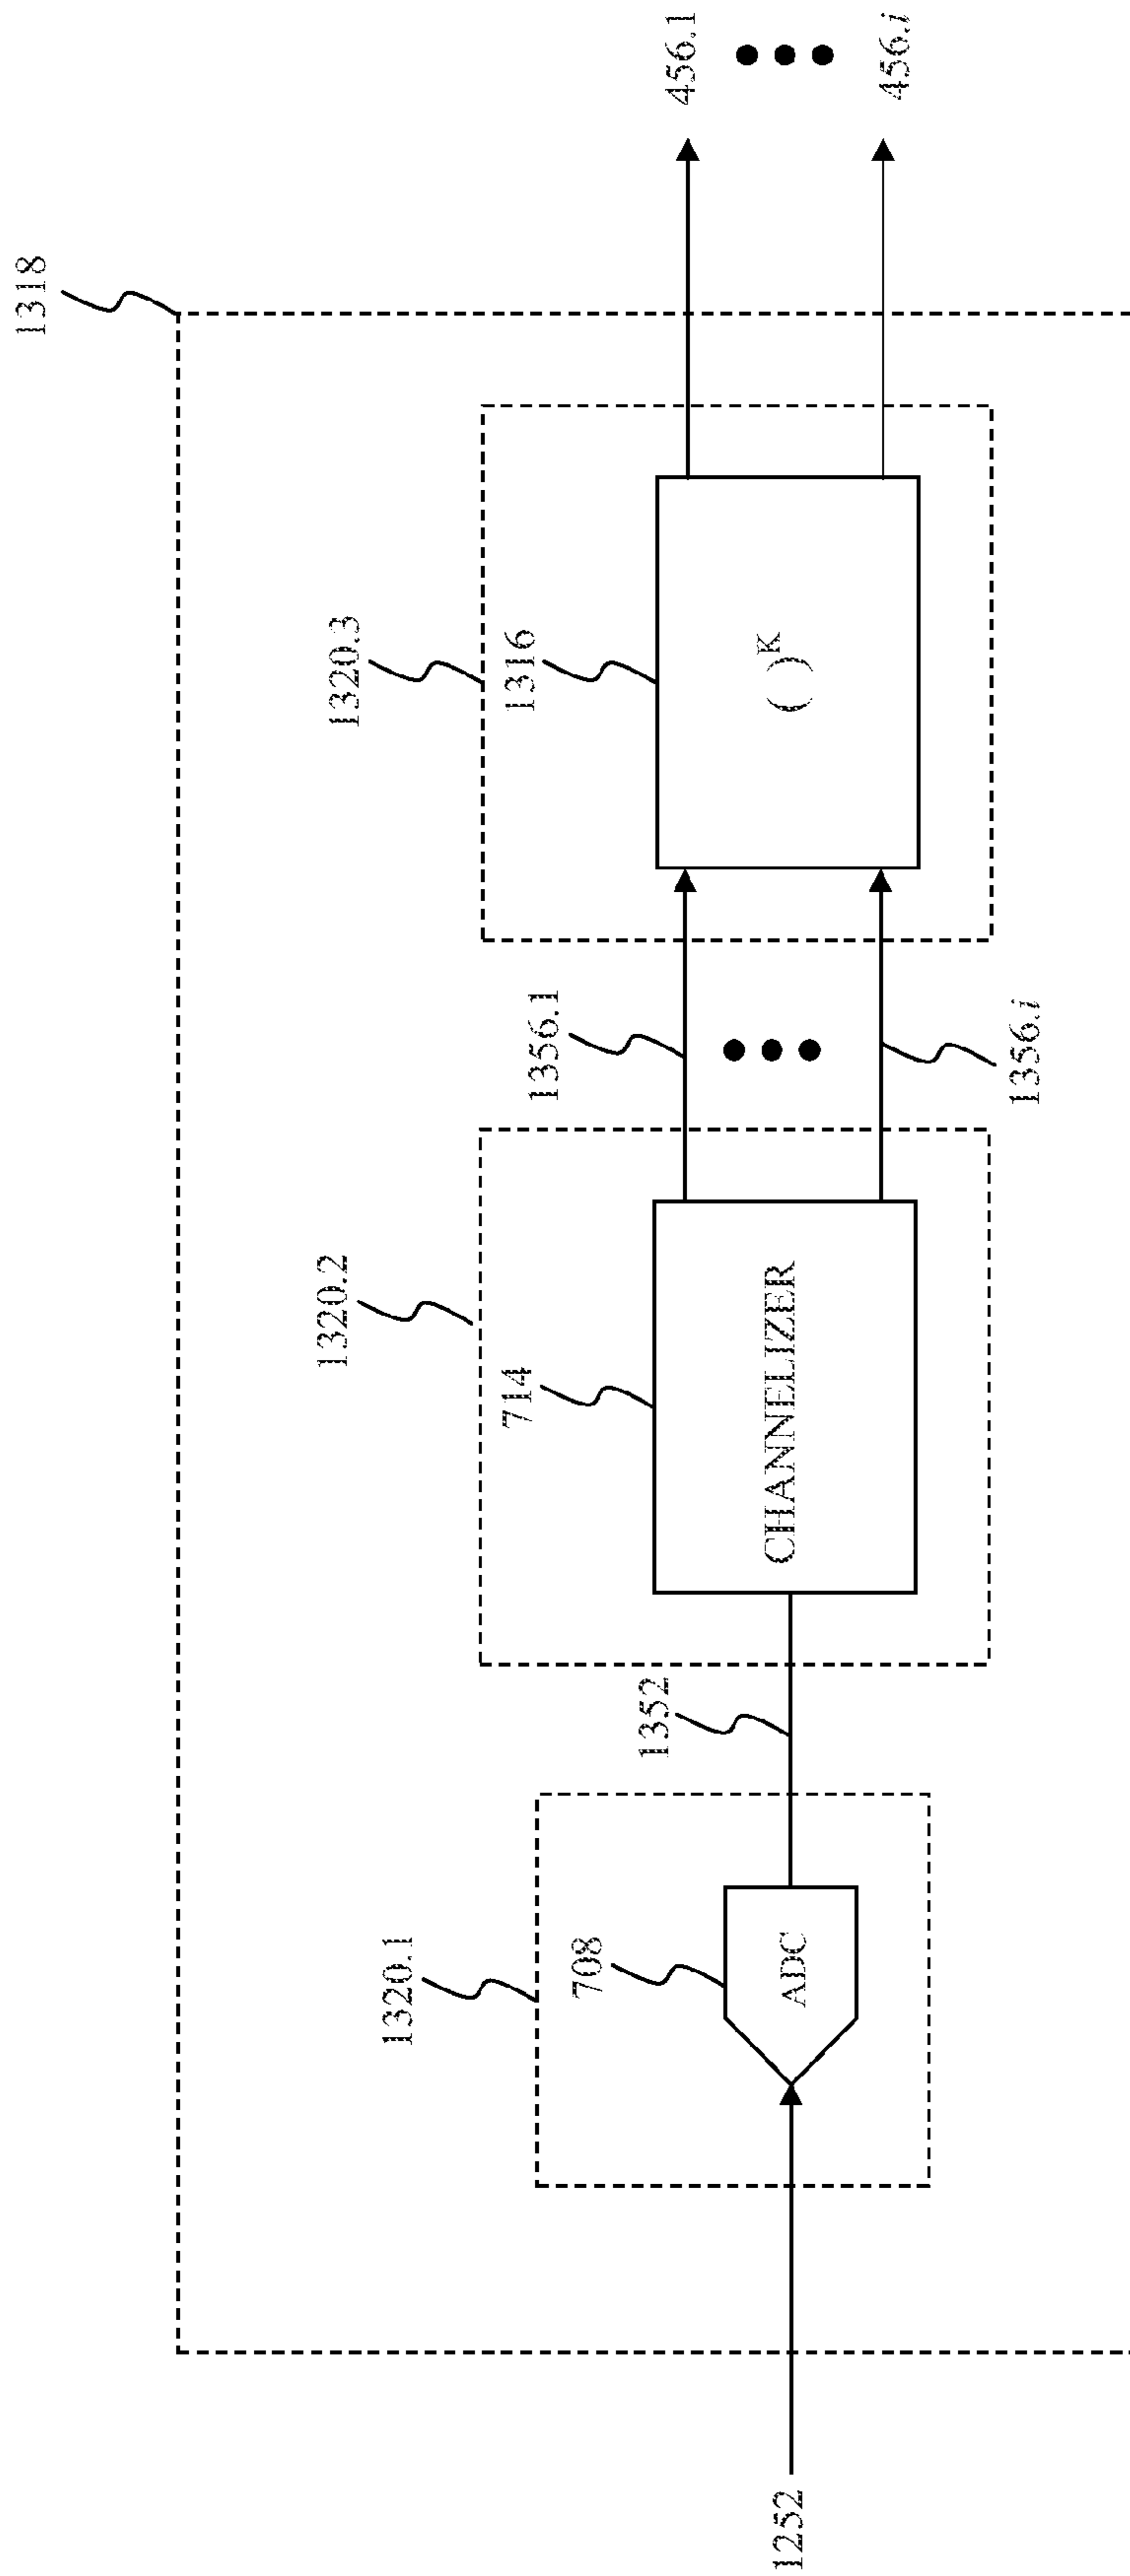 1318
1320.1
1320.2
1320.3
708
714
1316
1252
ADC
1352
CHANNELIZER
1356.1
1356.i
( )K
456.1
456.i